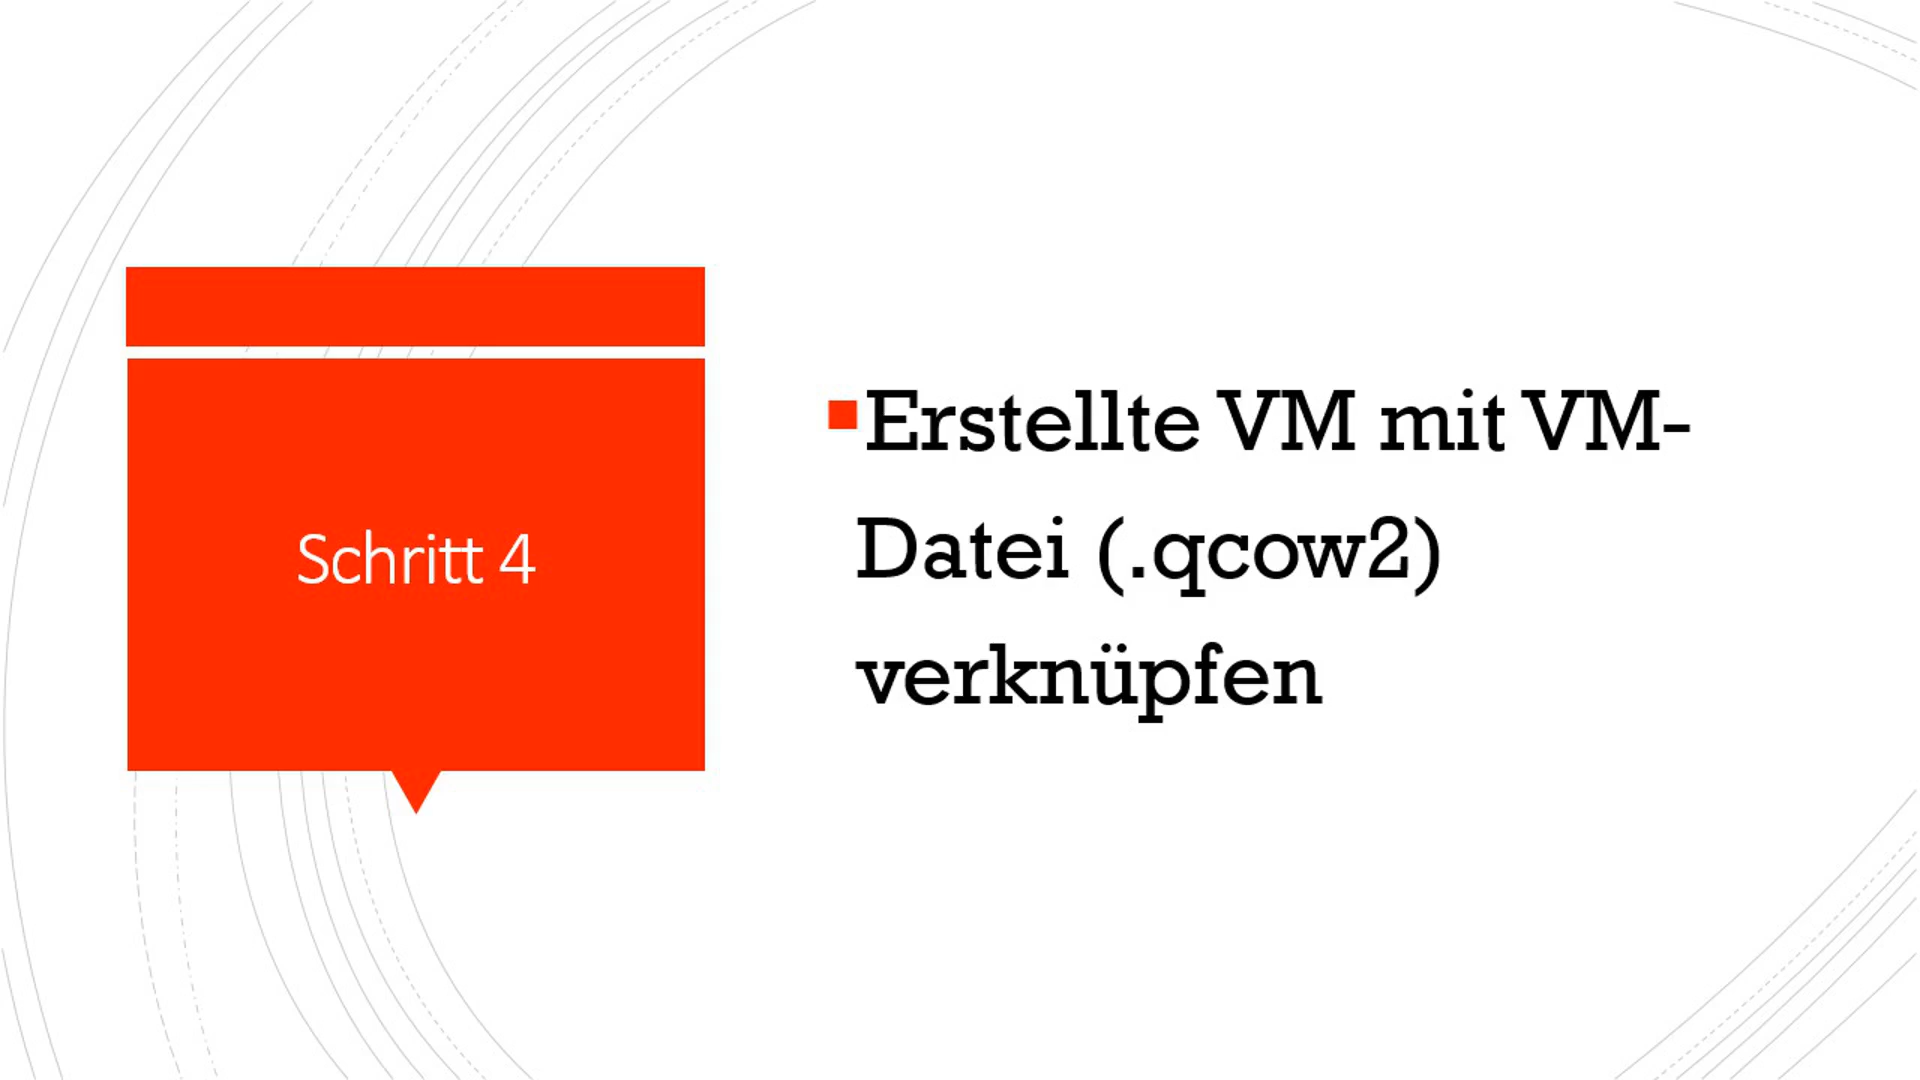 Schritt 4
Erstellte VM mit VM-
Datei (.qcow2)
verknüpfen